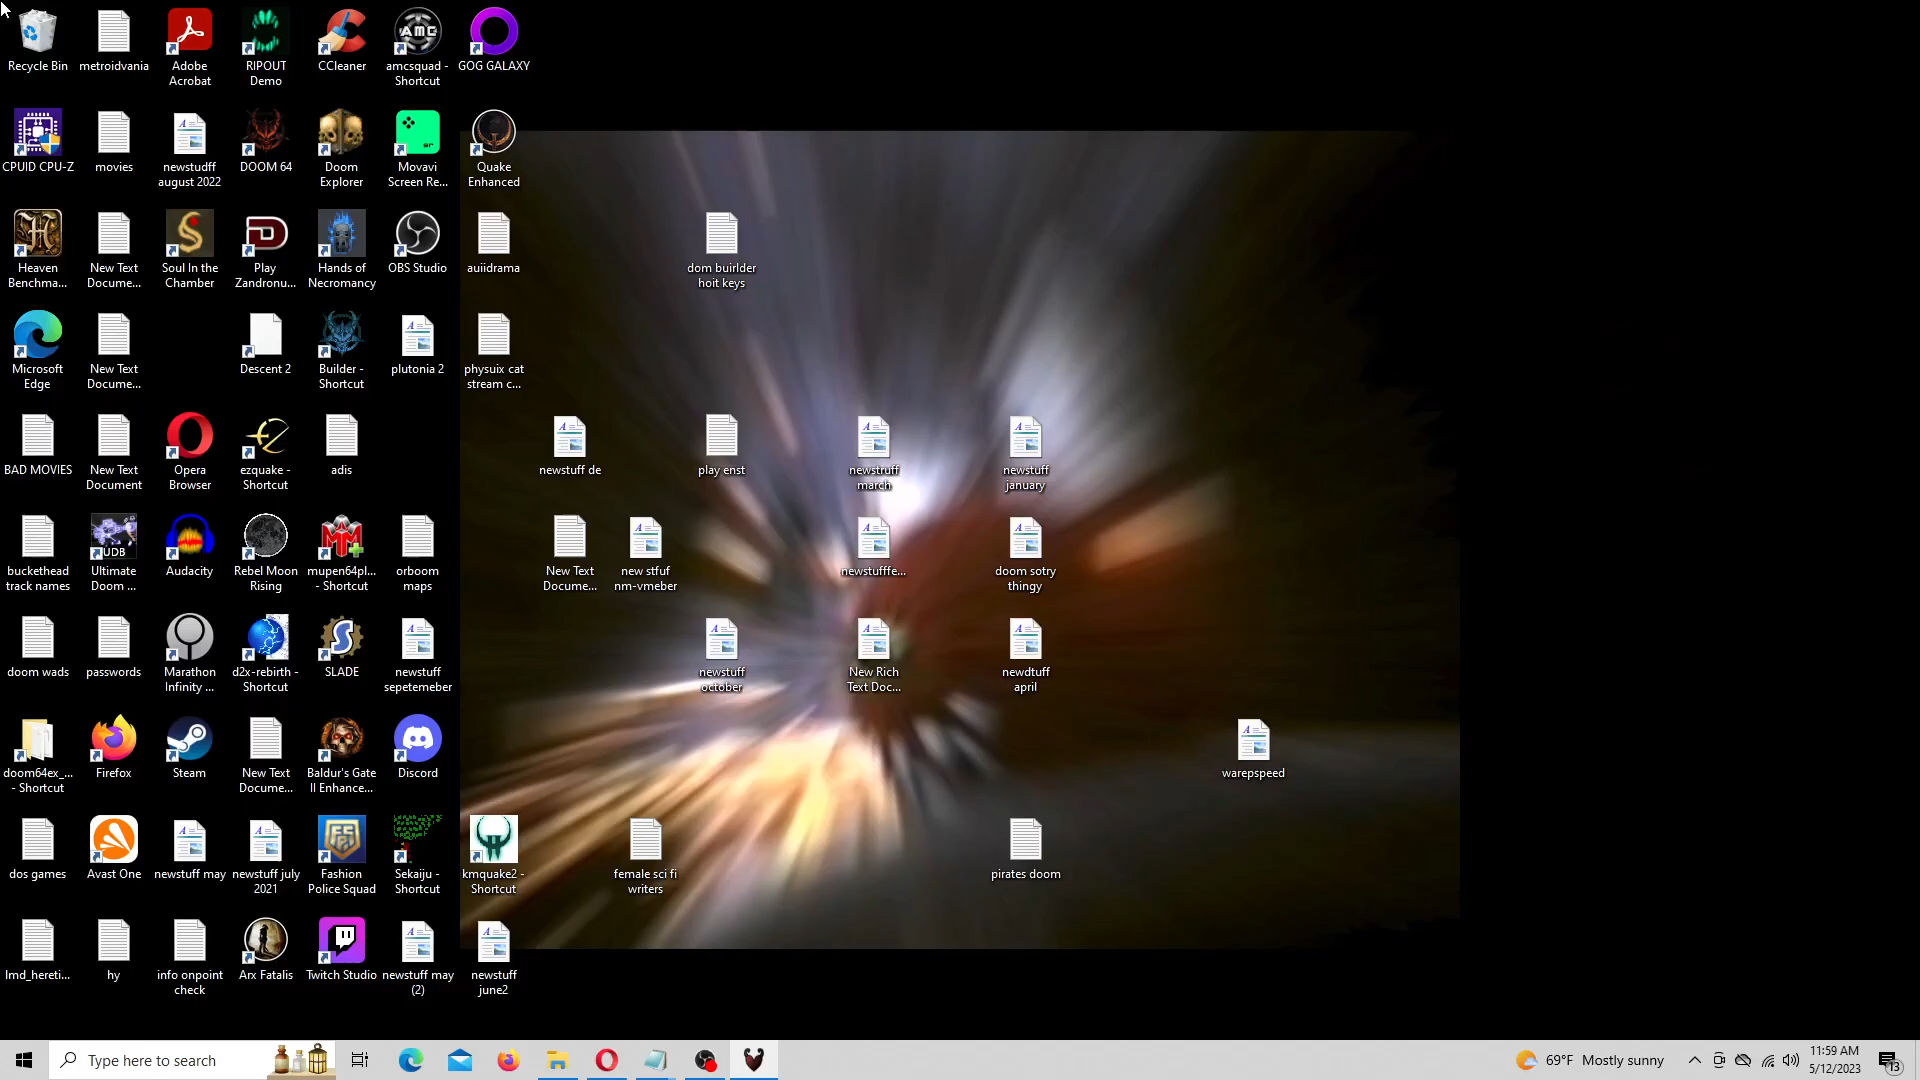 Recycle Bin
metroidvania
Adobe
Acrobat
RIPOUT
Demo
CCleaner
AMC
amcsquad -
Shortcut
GOG GALAXY
CPUID CPU-Z
movies
newstudff
august 2022
DOOM 64
Doom
Explorer
Movavi
Screen Re...
Quake
Enhanced
Heaven
Benchma...
New Text
Docume...
Soul In the
Chamber
Play
Zandronu...
Hands of
Necromancy
OBS Studio
auiidrama
dom buirlder
hoit keys
Microsoft
Edge
New Text
Docume...
Descent 2
Builder -
Shortcut
plutonia 2
physuix cat
stream c...
BAD MOVIES
New Text
Document
Opera
Browser
ezquake -
Shortcut
adis
newstuff de
play enst
newstruff
march
newstuff
january
buckethead
track names
UDB
Ultimate
Doom ...
Audacity
Rebel Moon
Rising
mupen64pl...
- Shortcut
orboom
maps
New Text
Docume...
new stfuf
nm-vmeber
newstufffe...
doom sotry
thingy
doom wads
passwords
Marathon
Infinity ...
d2x-rebirth -
Shortcut
SLADE
newstuff
sepetemeber
newstuff
october
New Rich
Text Doc...
newdtuff
april
doom64ex_...
- Shortcut
Firefox
Steam
New Text
Docume...
Baldur's Gate
II Enhance...
Discord
warepspeed
dos games
Avast One
newstuff may
newstuff july
2021
Fashion
Police Squad
Sekaiju -
Shortcut
kmquake2 -
Shortcut
female sci fi
writers
pirates doom
lmd_hereti...
hy
info onpoint
check
Arx Fatalis
Twitch Studio
newstuff may
(2)
newstuff
june2
Type here to search
69°F Mostly sunny
11:59 AM
5/12/2023
13